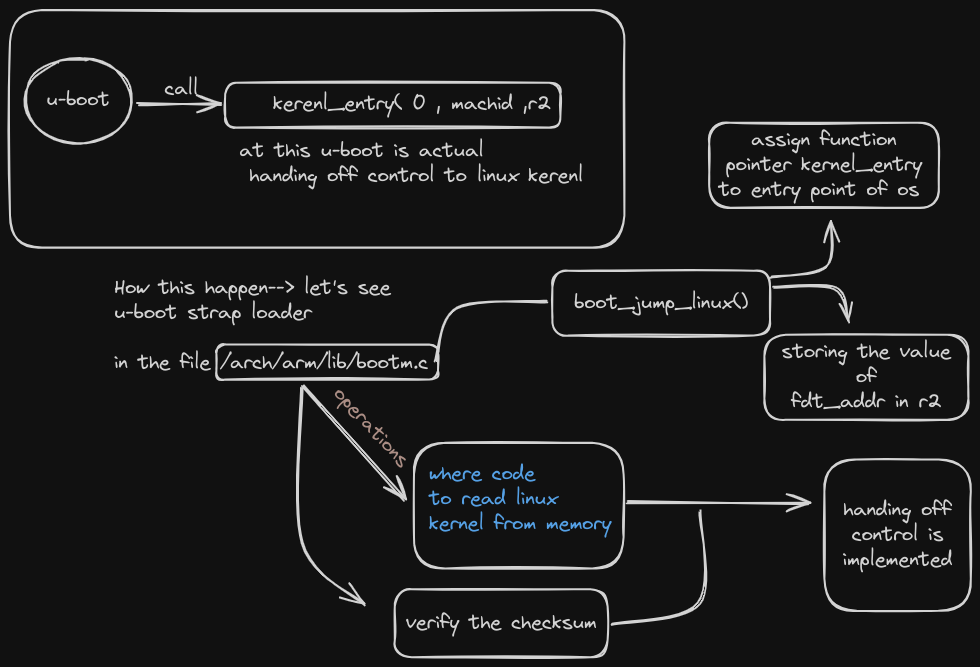 u-boot
call
kerenl_entry( 0 , machid ,r2
at this u-boot is actual
handing off control to linux kerenl
assign function
pointer kernel_entry
to entry point of os
How this happen--> let's see
u-boot strap loader
boot_jump_linux()
in the file /arch/arm/lib/bootm.c
storing the value
of
fdt_addr in r2
operations
where code
to read linux
kernel from memory
handing off
control is
implemented
verify the checksum